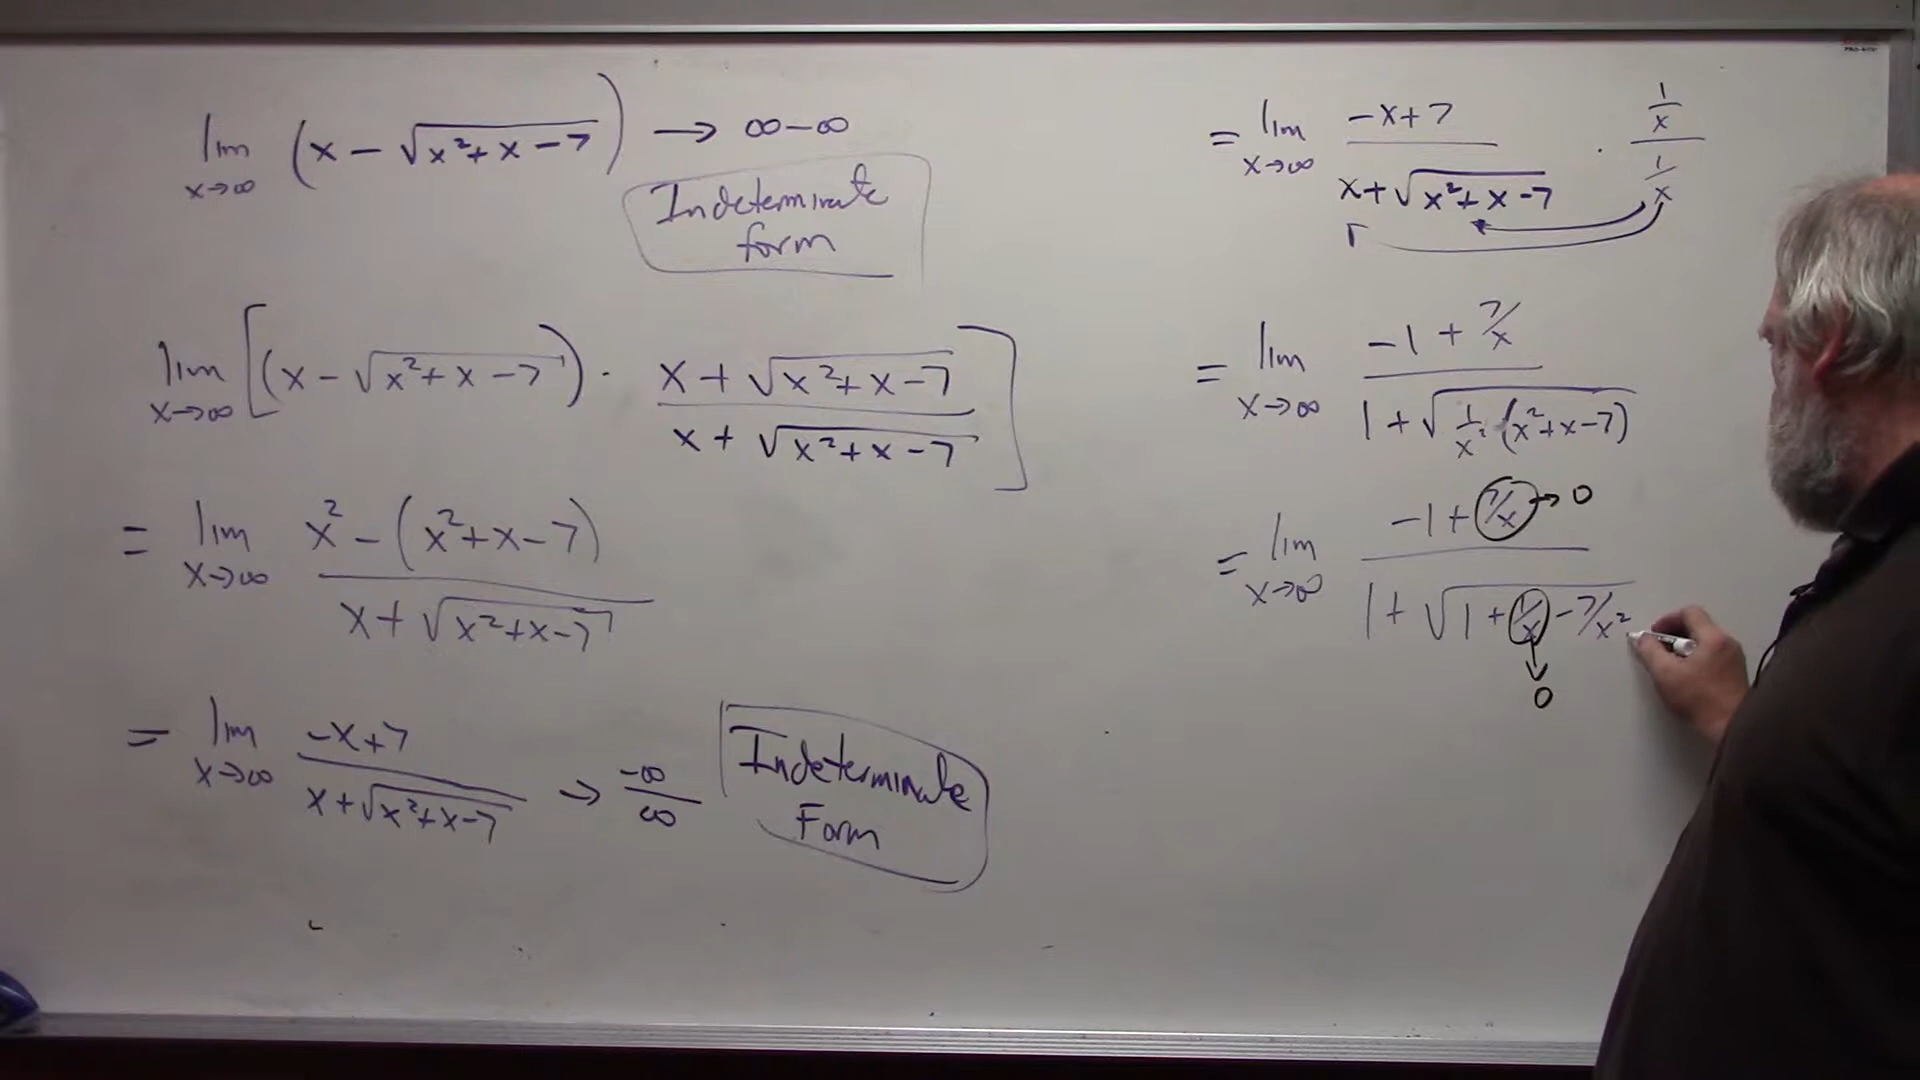 lim x→∞ (x − √(x²+x−7)) → ∞−∞
Indeterminate
form
lim x→∞ [(x − √(x²+x−7)) · (x+√(x²+x−7))/(x+√(x²+x−7))]
= lim x→∞ (x² − (x²+x−7))/(x+√(x²+x−7))
= lim x→∞ (−x+7)/(x+√(x²+x−7)) → −∞/∞
Indeterminate
Form
= lim x→∞ (−x+7)/(x+√(x²+x−7)) · (1/x)/(1/x)
= lim x→∞ (−1+7/x)/(1+√(1/x² (x²+x−7)))
= lim x→∞ (−1+7/x)/(1+√(1+1/x−7/x²))
→ 0
→ 0